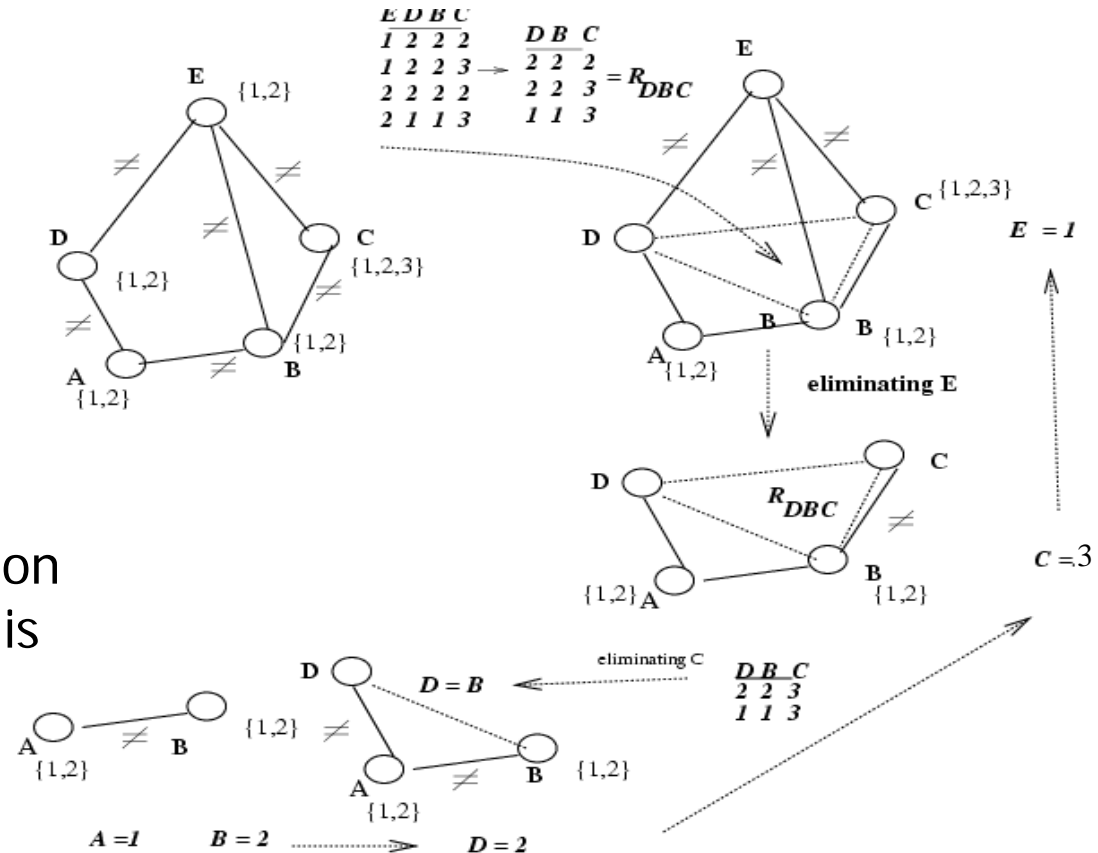 E D B C
1 2 2 2
1 2 2 3
2 2 2 2
2 1 1 3
D B C
2 2 2
2 2 3
1 1 3
= R DBC
E
{1,2}
≠
≠
≠
D
{1,2}
C
{1,2,3}
≠
≠
B
{1,2}
≠
A
{1,2}
E
≠
≠
≠
C {1,2,3}
D
B
B {1,2}
A
{1,2}
E = 1
eliminating E
D
C
R DBC
≠
B
{1,2}
{1,2} A
C = 3
on
is
eliminating C
D B C
2 2 3
1 1 3
D
D = B
≠
≠
B {1,2}
A
{1,2}
A
{1,2}
≠
B
{1,2}
A =1
B = 2
D = 2